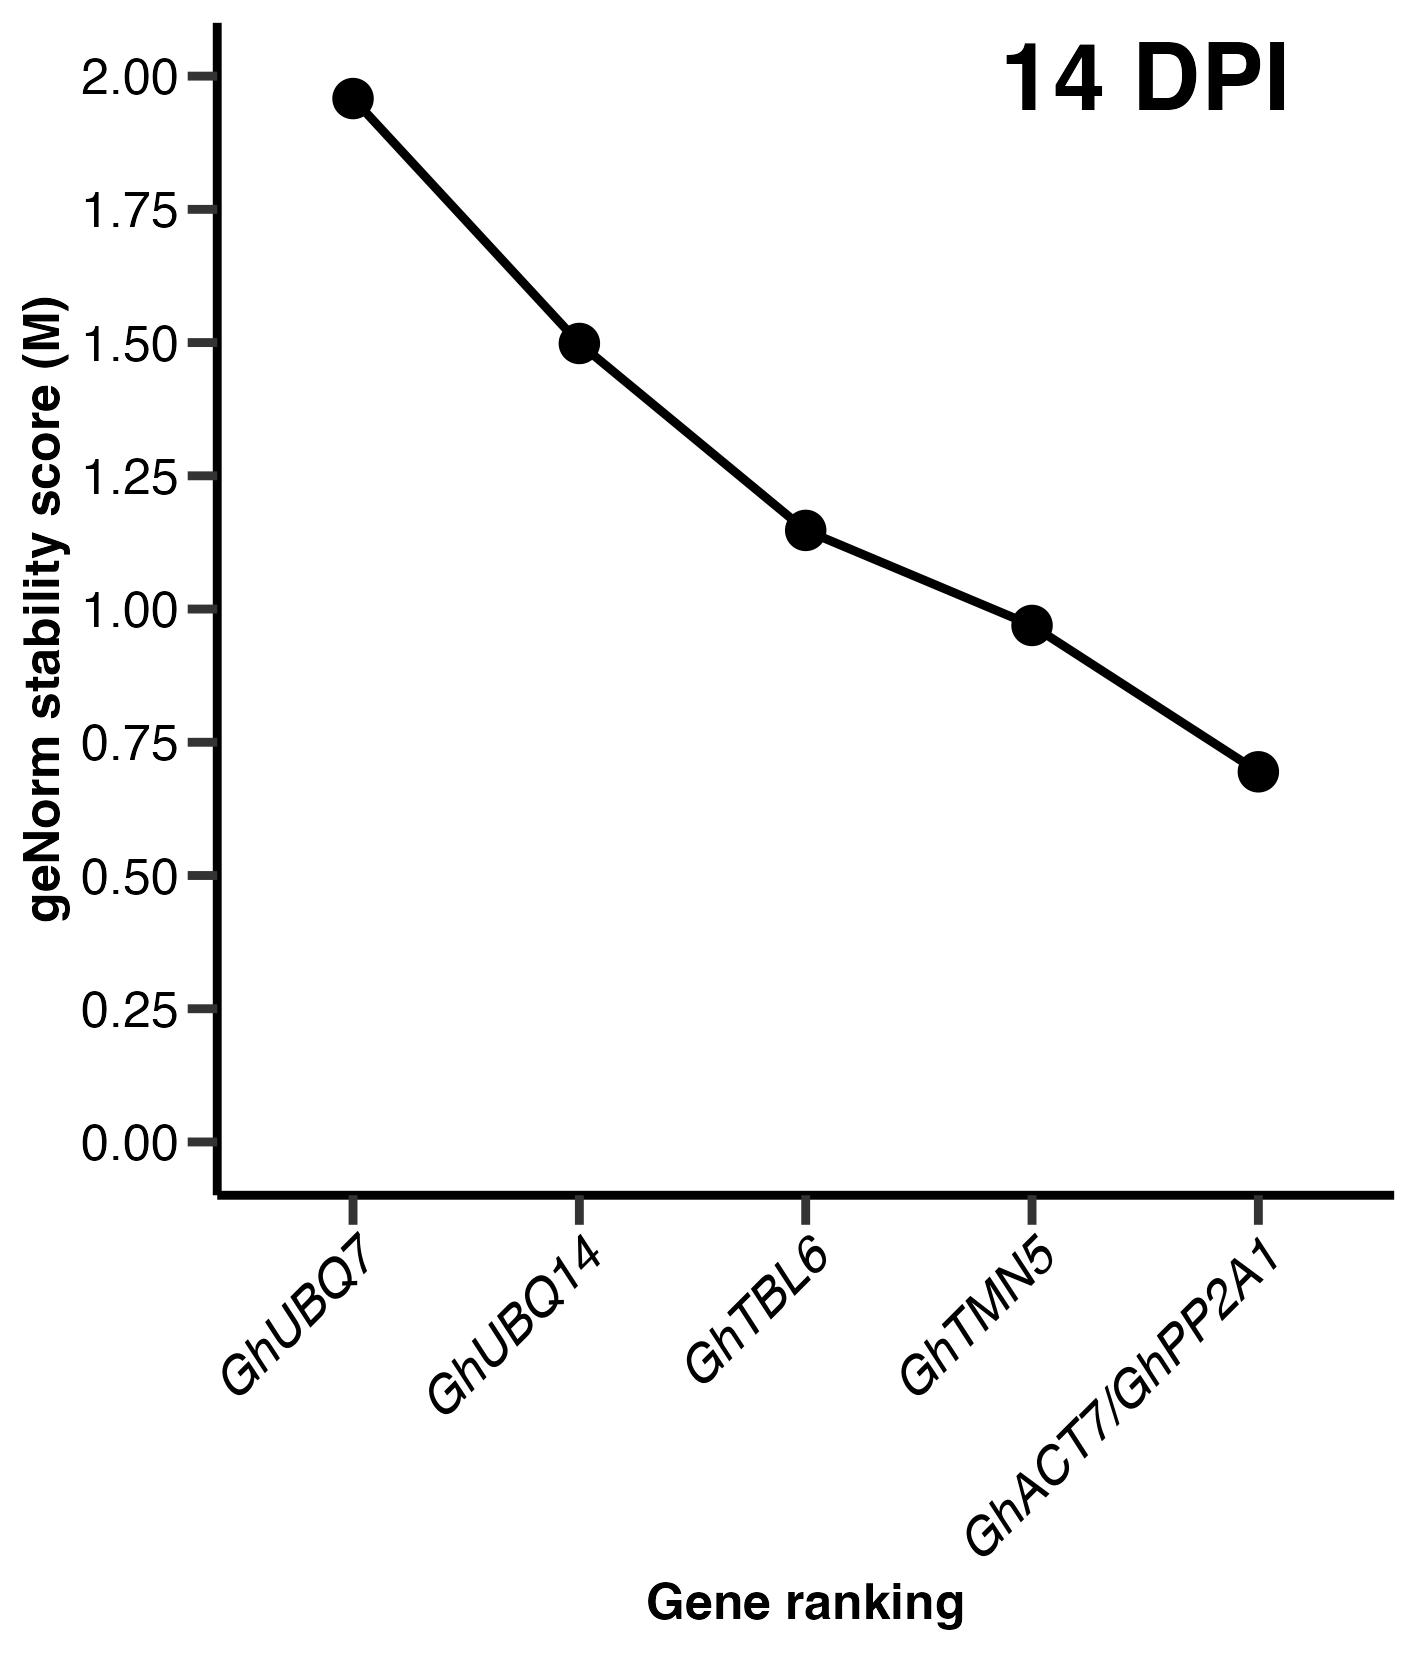 14 DPI
geNorm stability score (M)
2.00
1.75
1.50
1.25
1.00
0.75
0.50
0.25
0.00
GhUBQ7
GhUBQ14
GhTBL6
GhTMN5
GhACT7/GhPP2A1
Gene ranking